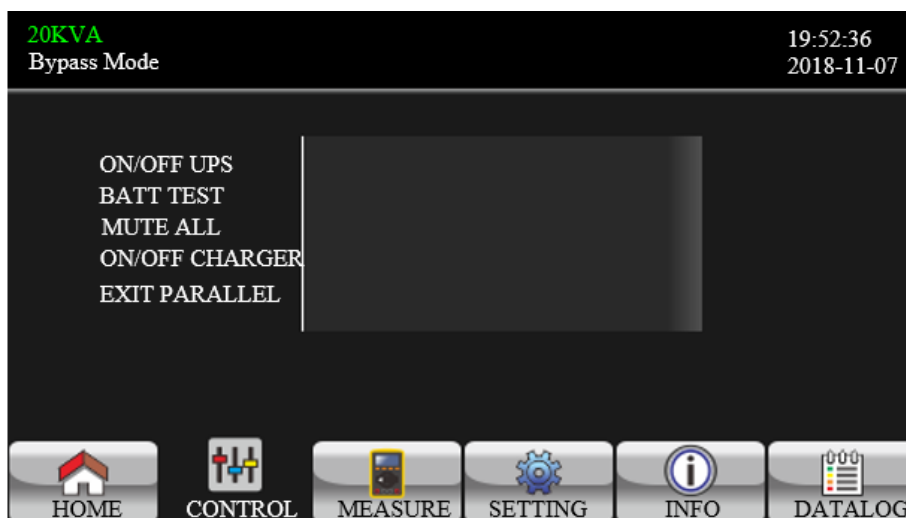 20KVA
Bypass Mode
19:52:36
2018-11-07
ON/OFF UPS
BATT TEST
MUTE ALL
ON/OFF CHARGER
EXIT PARALLEL
HOME
CONTROL
MEASURE
SETTING
INFO
DATALOG